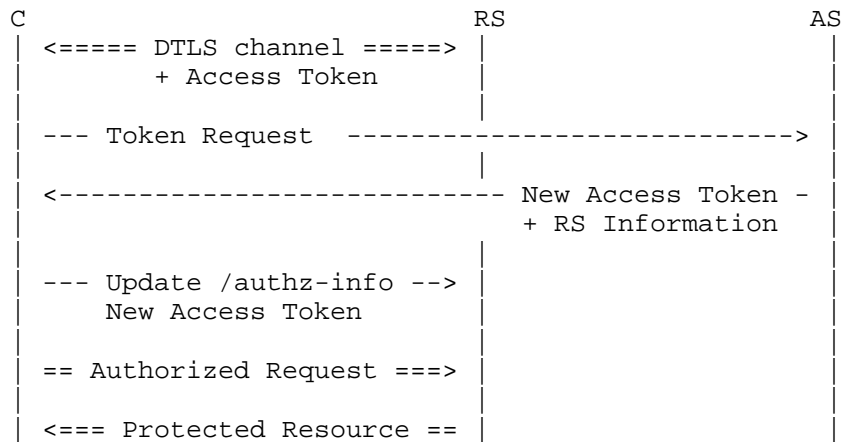 C                            RS                   AS
| <===== DTLS channel =====> |                     |
|        + Access Token      |                     |
|                            |                     |
| --- Token Request  ----------------------------> |
|                            |                     |
| <---------------------------- New Access Token - |
|                               + RS Information   |
|                            |                     |
| --- Update /authz-info --> |                     |
|     New Access Token       |                     |
|                            |                     |
| == Authorized Request ===> |                     |
|                            |                     |
| <=== Protected Resource == |                     |